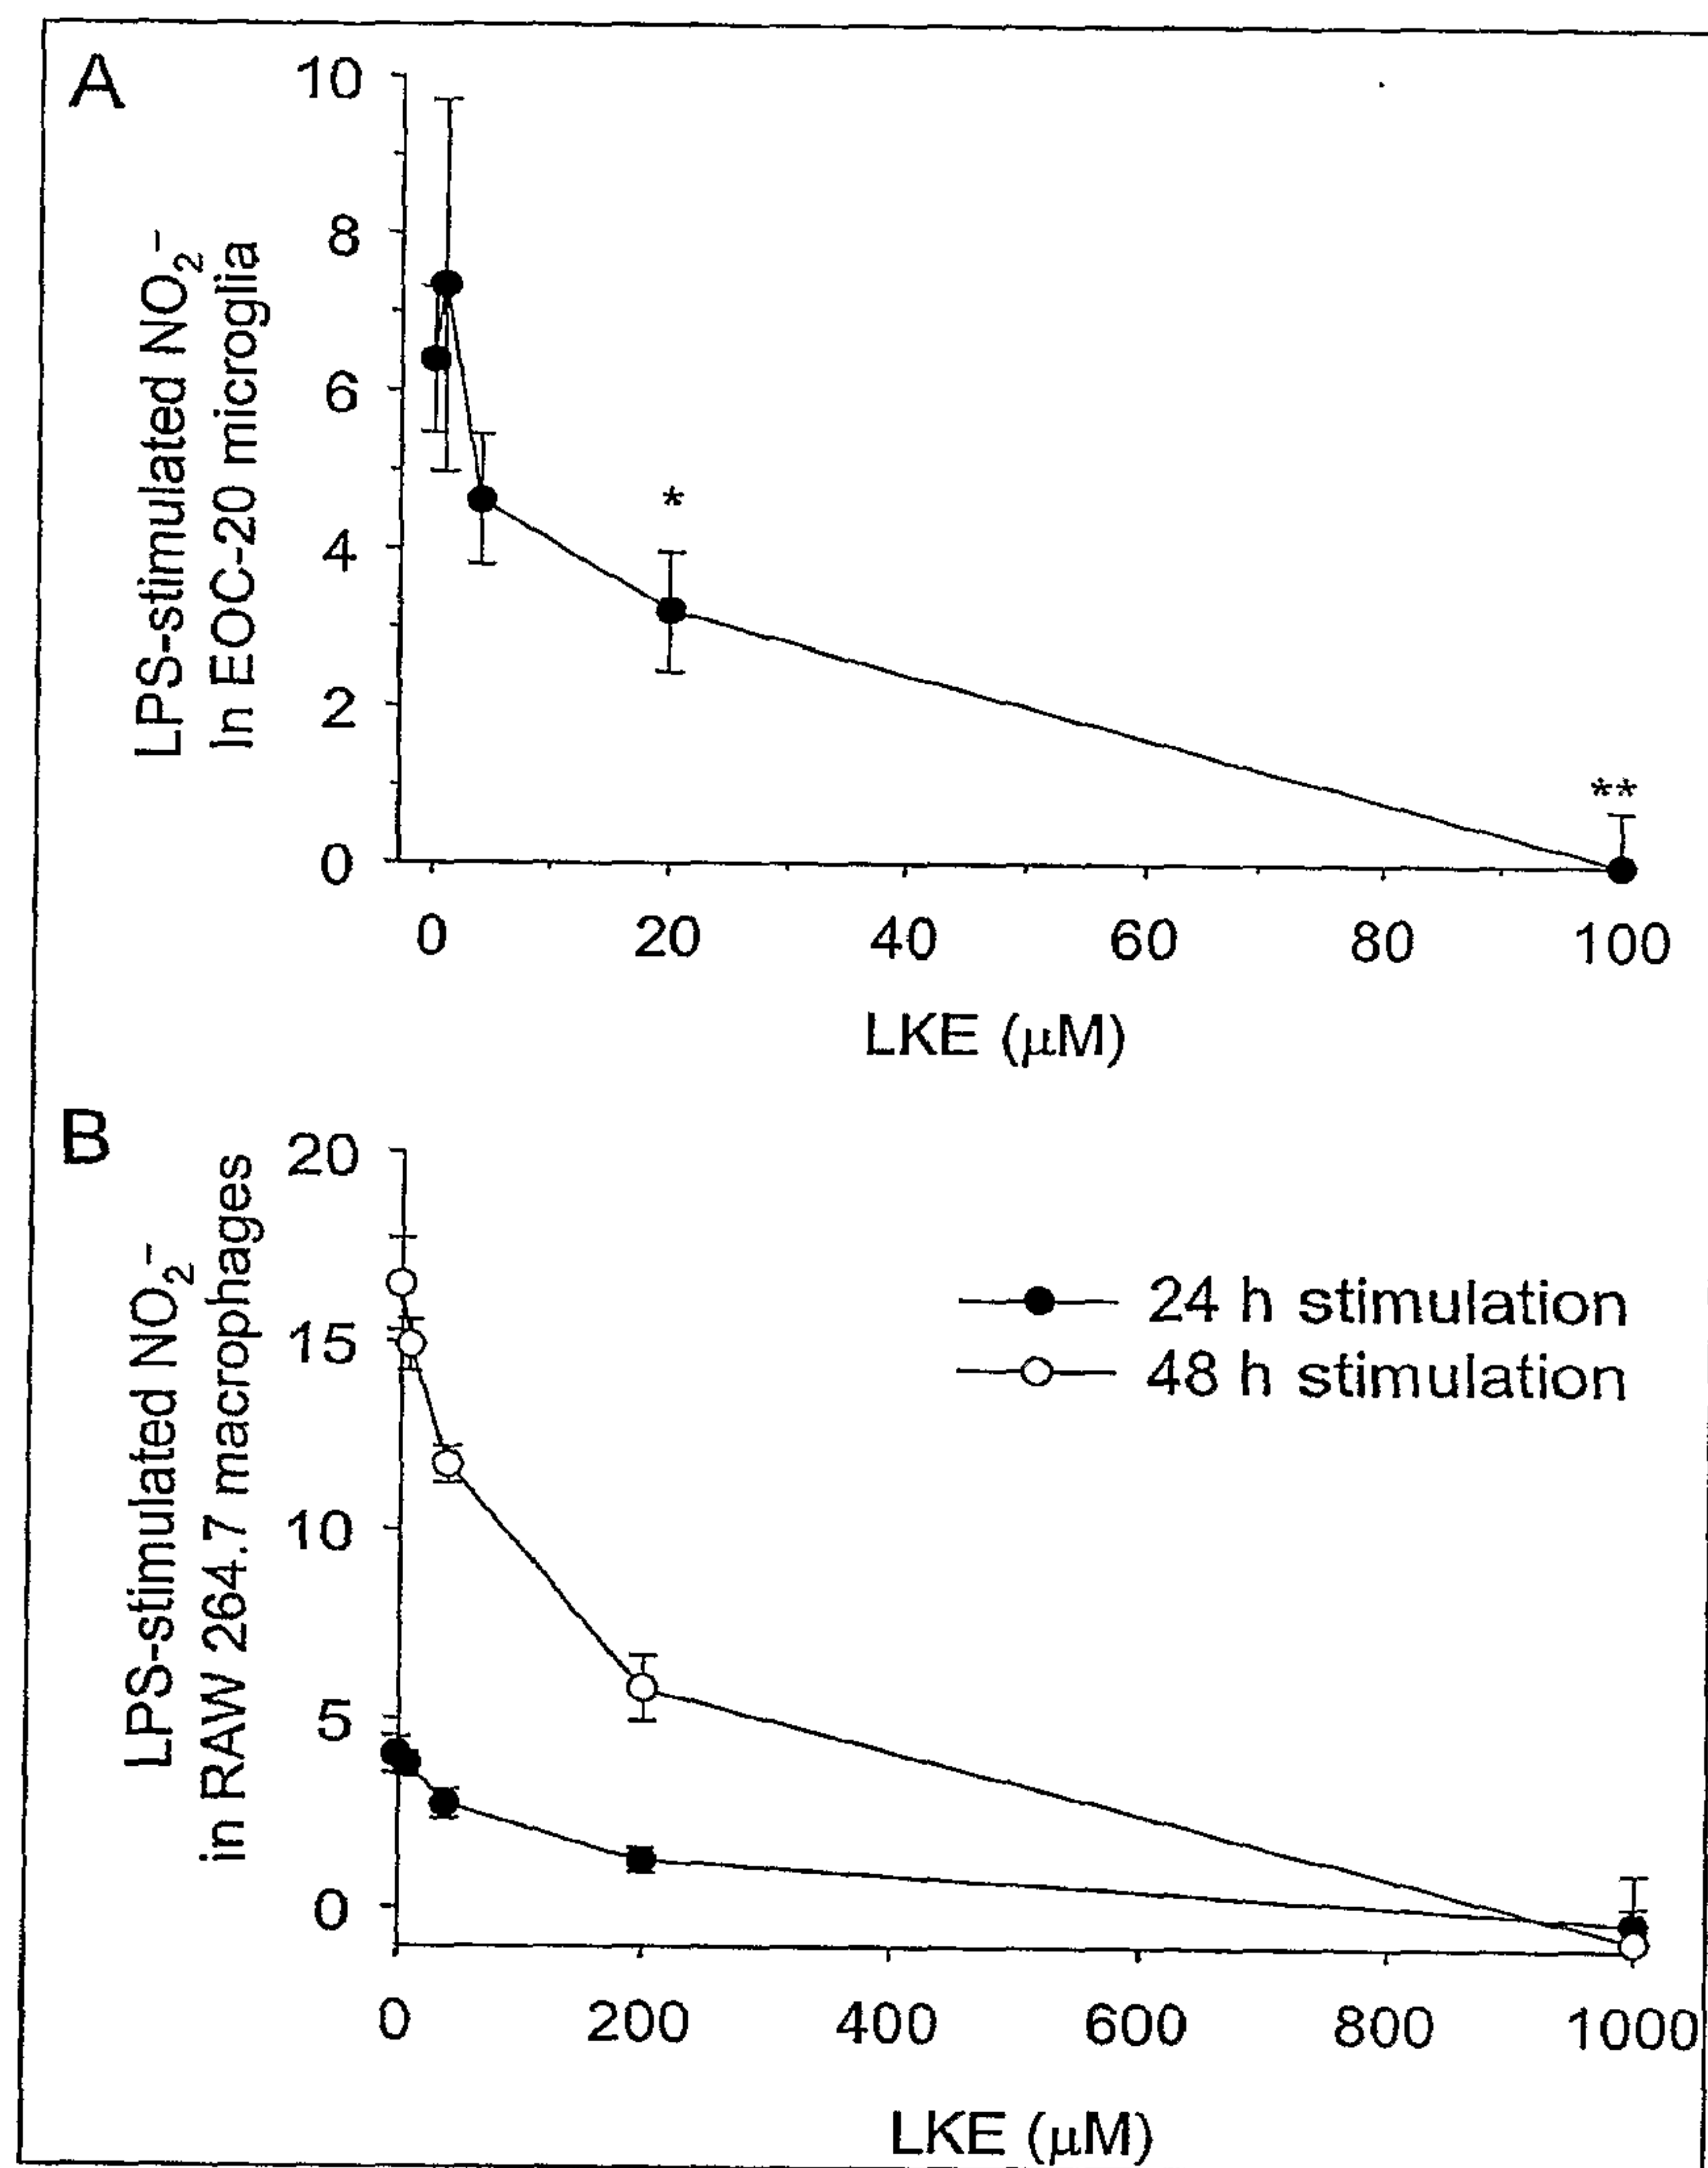 A
10
8
6
4
2
0
LPS-stimulated NO₂⁻
In EOC-20 microglia
*
**
0 20 40 60 80 100
LKE (μM)
B
20
15
10
5
0
LPS-stimulated NO₂⁻
in RAW 264.7 macrophages
24 h stimulation
48 h stimulation
0 200 400 600 800 1000
LKE (μM)